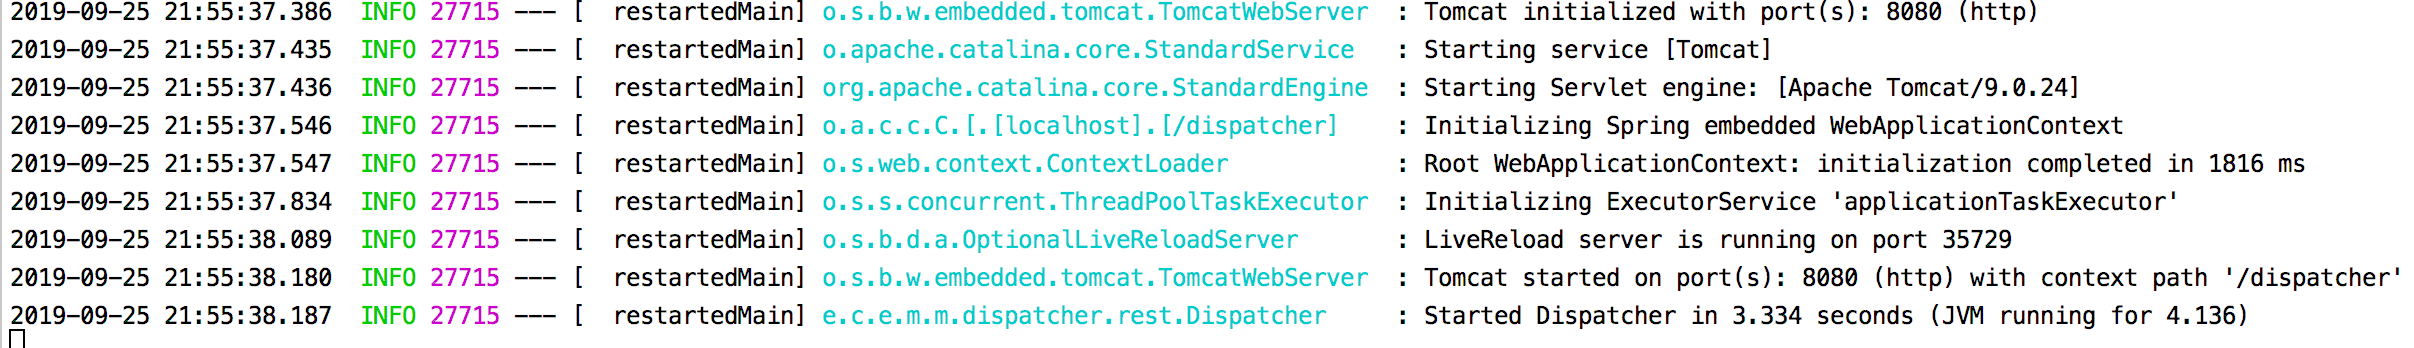 2019-09-25 21:55:37.386  INFO 27715 --- [  restartedMain] o.s.b.w.embedded.tomcat.TomcatWebServer  : Tomcat initialized with port(s): 8080 (http)
2019-09-25 21:55:37.435  INFO 27715 --- [  restartedMain] o.apache.catalina.core.StandardService   : Starting service [Tomcat]
2019-09-25 21:55:37.436  INFO 27715 --- [  restartedMain] org.apache.catalina.core.StandardEngine  : Starting Servlet engine: [Apache Tomcat/9.0.24]
2019-09-25 21:55:37.546  INFO 27715 --- [  restartedMain] o.a.c.c.C.[.[localhost].[/dispatcher]    : Initializing Spring embedded WebApplicationContext
2019-09-25 21:55:37.547  INFO 27715 --- [  restartedMain] o.s.web.context.ContextLoader            : Root WebApplicationContext: initialization completed in 1816 ms
2019-09-25 21:55:37.834  INFO 27715 --- [  restartedMain] o.s.s.concurrent.ThreadPoolTaskExecutor  : Initializing ExecutorService 'applicationTaskExecutor'
2019-09-25 21:55:38.089  INFO 27715 --- [  restartedMain] o.s.b.d.a.OptionalLiveReloadServer       : LiveReload server is running on port 35729
2019-09-25 21:55:38.180  INFO 27715 --- [  restartedMain] o.s.b.w.embedded.tomcat.TomcatWebServer  : Tomcat started on port(s): 8080 (http) with context path '/dispatcher'
2019-09-25 21:55:38.187  INFO 27715 --- [  restartedMain] e.c.e.m.m.dispatcher.rest.Dispatcher     : Started Dispatcher in 3.334 seconds (JVM running for 4.136)